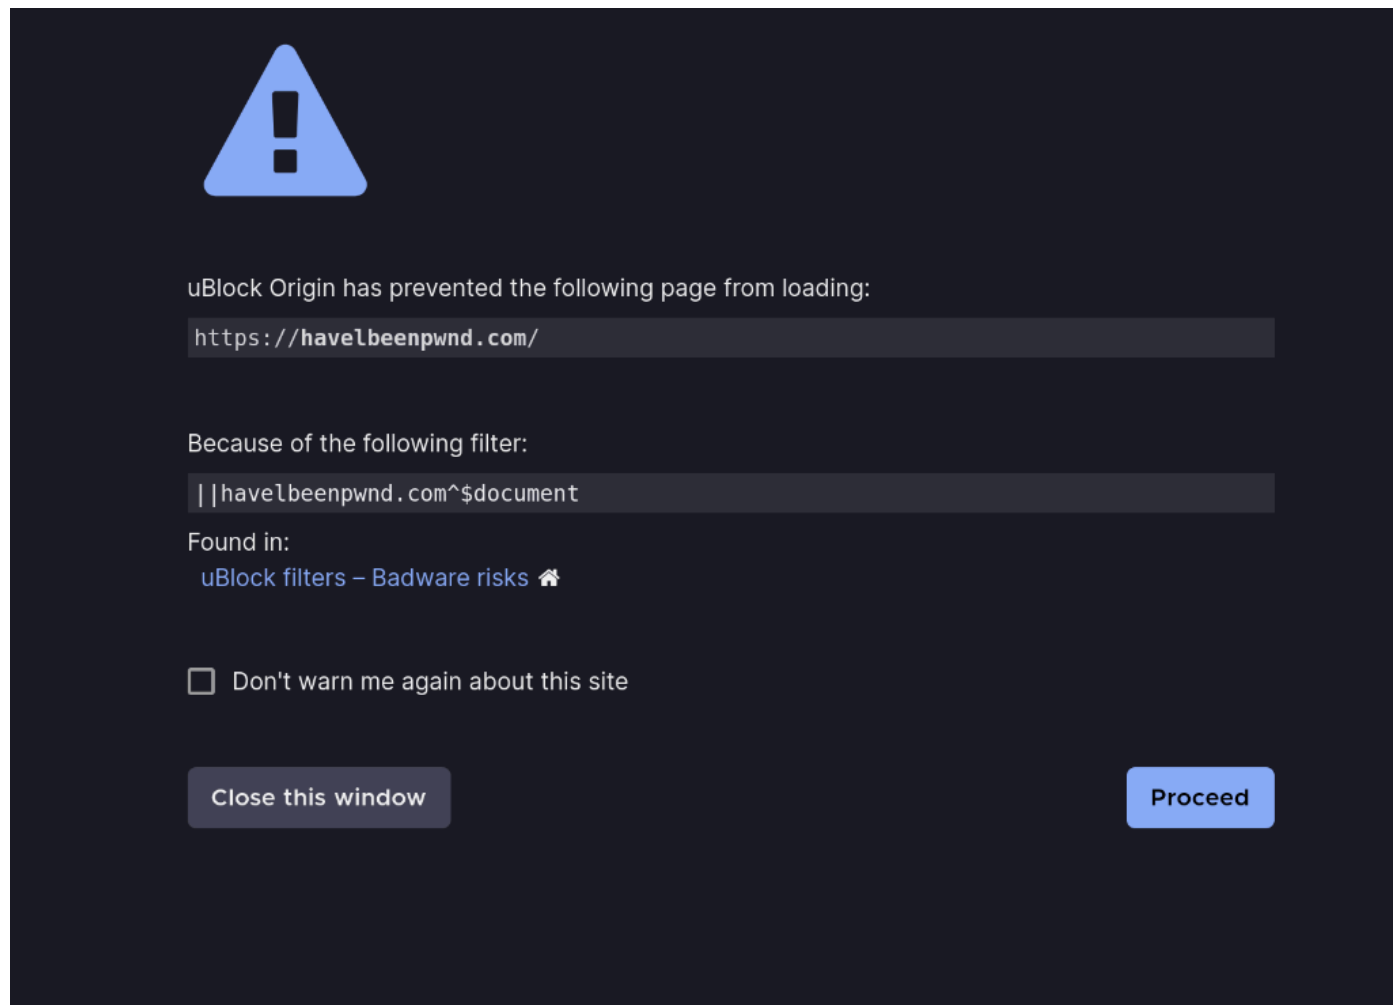 uBlock Origin has prevented the following page from loading:
https://havelbeenpwnd.com/
Because of the following filter:
||havelbeenpwnd.com^$document
Found in:
uBlock filters – Badware risks
Don't warn me again about this site
Close this window
Proceed